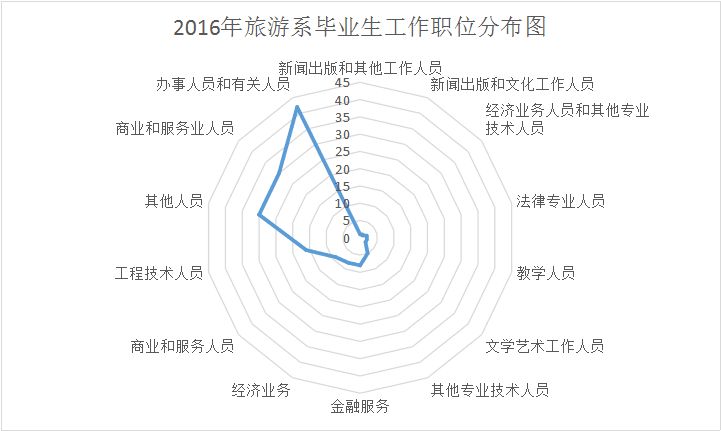 2016年旅游系毕业生工作职位分布图
新闻出版和其他工作人员
办事人员和有关人员
新闻出版和文化工作人员
经济业务人员和其他专业
技术人员
商业和服务业人员
其他人员
法律专业人员
工程技术人员
教学人员
商业和服务人员
文学艺术工作人员
经济业务
其他专业技术人员
金融服务
45
40
35
30
25
20
15
10
5
0